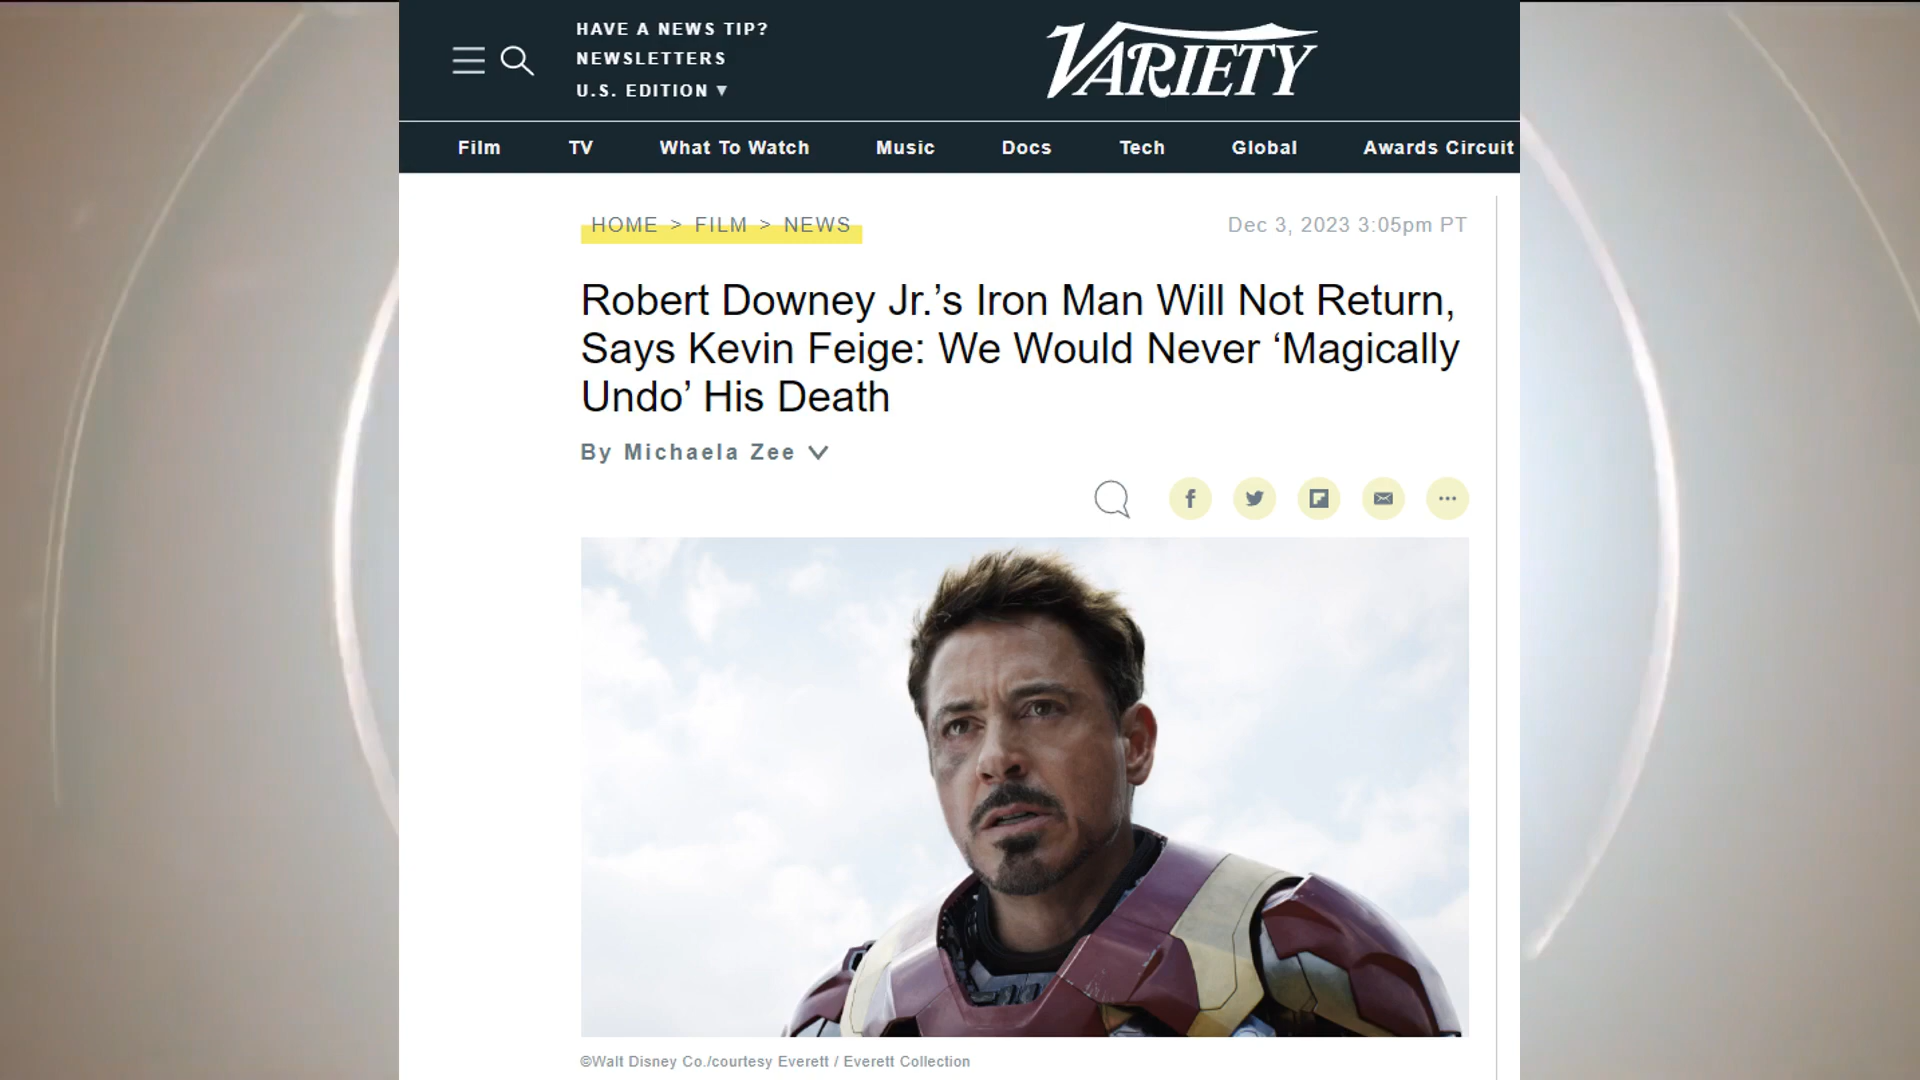 HAVE A NEWS TIP?
NEWSLETTERS
U.S. EDITION ▼
VARIETY
Film TV What To Watch Music Docs Tech Global Awards Circuit
HOME > FILM > NEWS
Dec 3, 2023 3:05pm PT
Robert Downey Jr.’s Iron Man Will Not Return,
Says Kevin Feige: We Would Never ‘Magically
Undo’ His Death
By Michaela Zee
©Walt Disney Co./courtesy Everett / Everett Collection